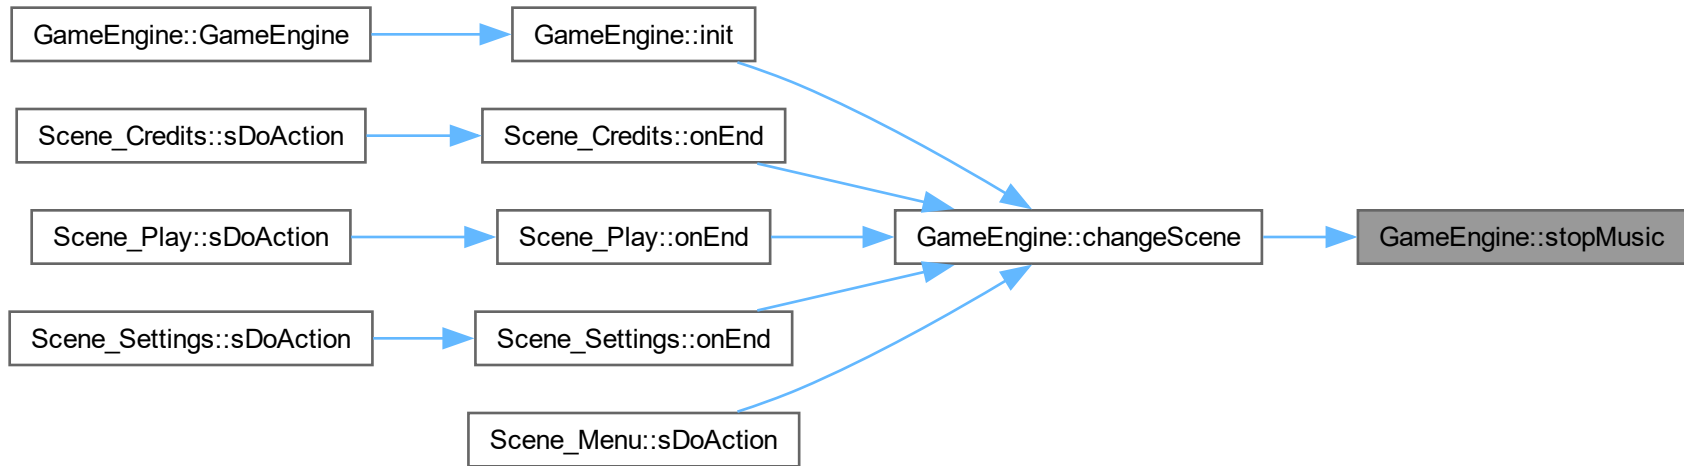 GameEngine::GameEngine
GameEngine::init
Scene_Credits::sDoAction
Scene_Credits::onEnd
Scene_Play::sDoAction
Scene_Play::onEnd
GameEngine::changeScene
GameEngine::stopMusic
Scene_Settings::sDoAction
Scene_Settings::onEnd
Scene_Menu::sDoAction